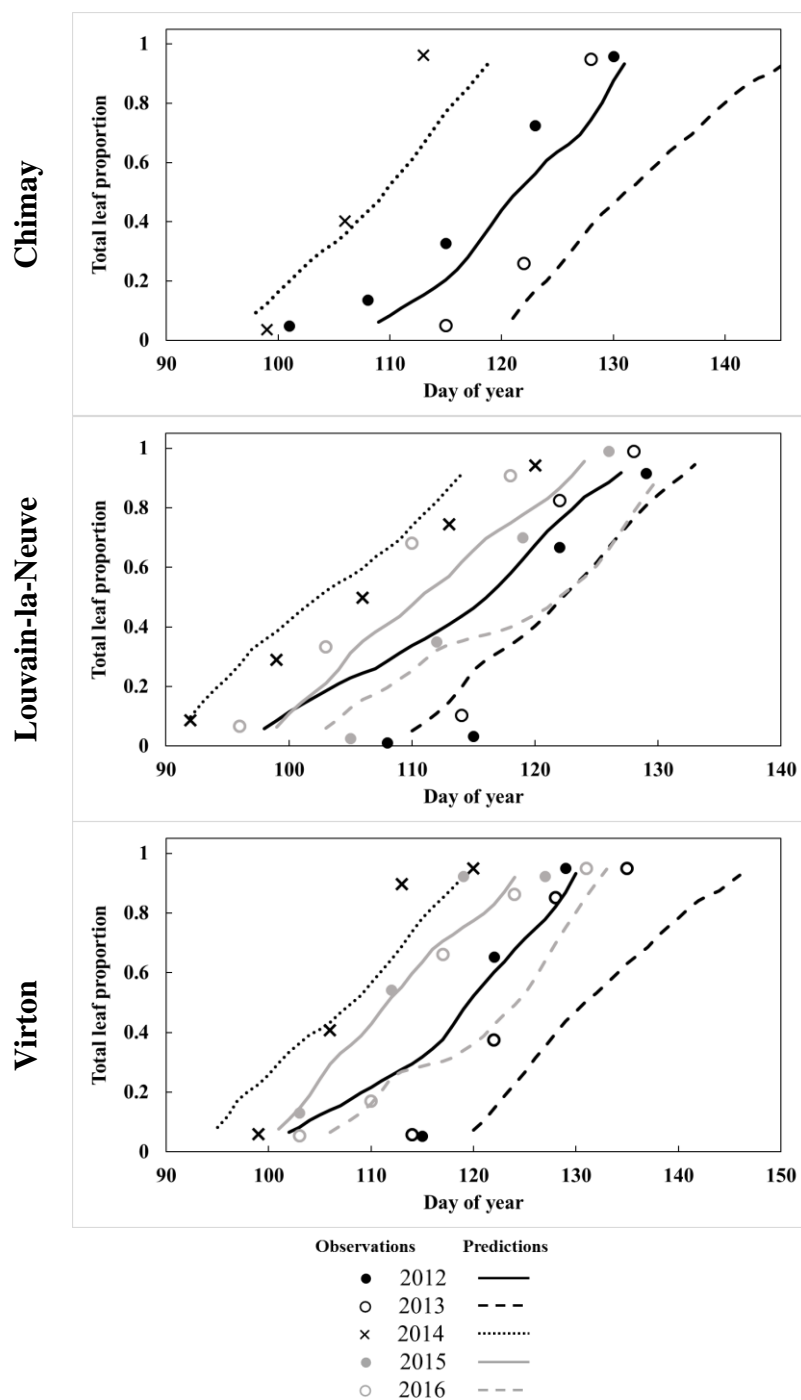 Chimay
Total leaf proportion
1
0.8
0.6
0.4
0.2
0
90 100 110 120 130 140
Day of year
Louvain-la-Neuve
Total leaf proportion
1
0.8
0.6
0.4
0.2
0
90 100 110 120 130 140
Day of year
Virton
Total leaf proportion
1
0.8
0.6
0.4
0.2
0
90 100 110 120 130 140 150
Day of year
Observations Predictions
2012
2013
2014
2015
2016